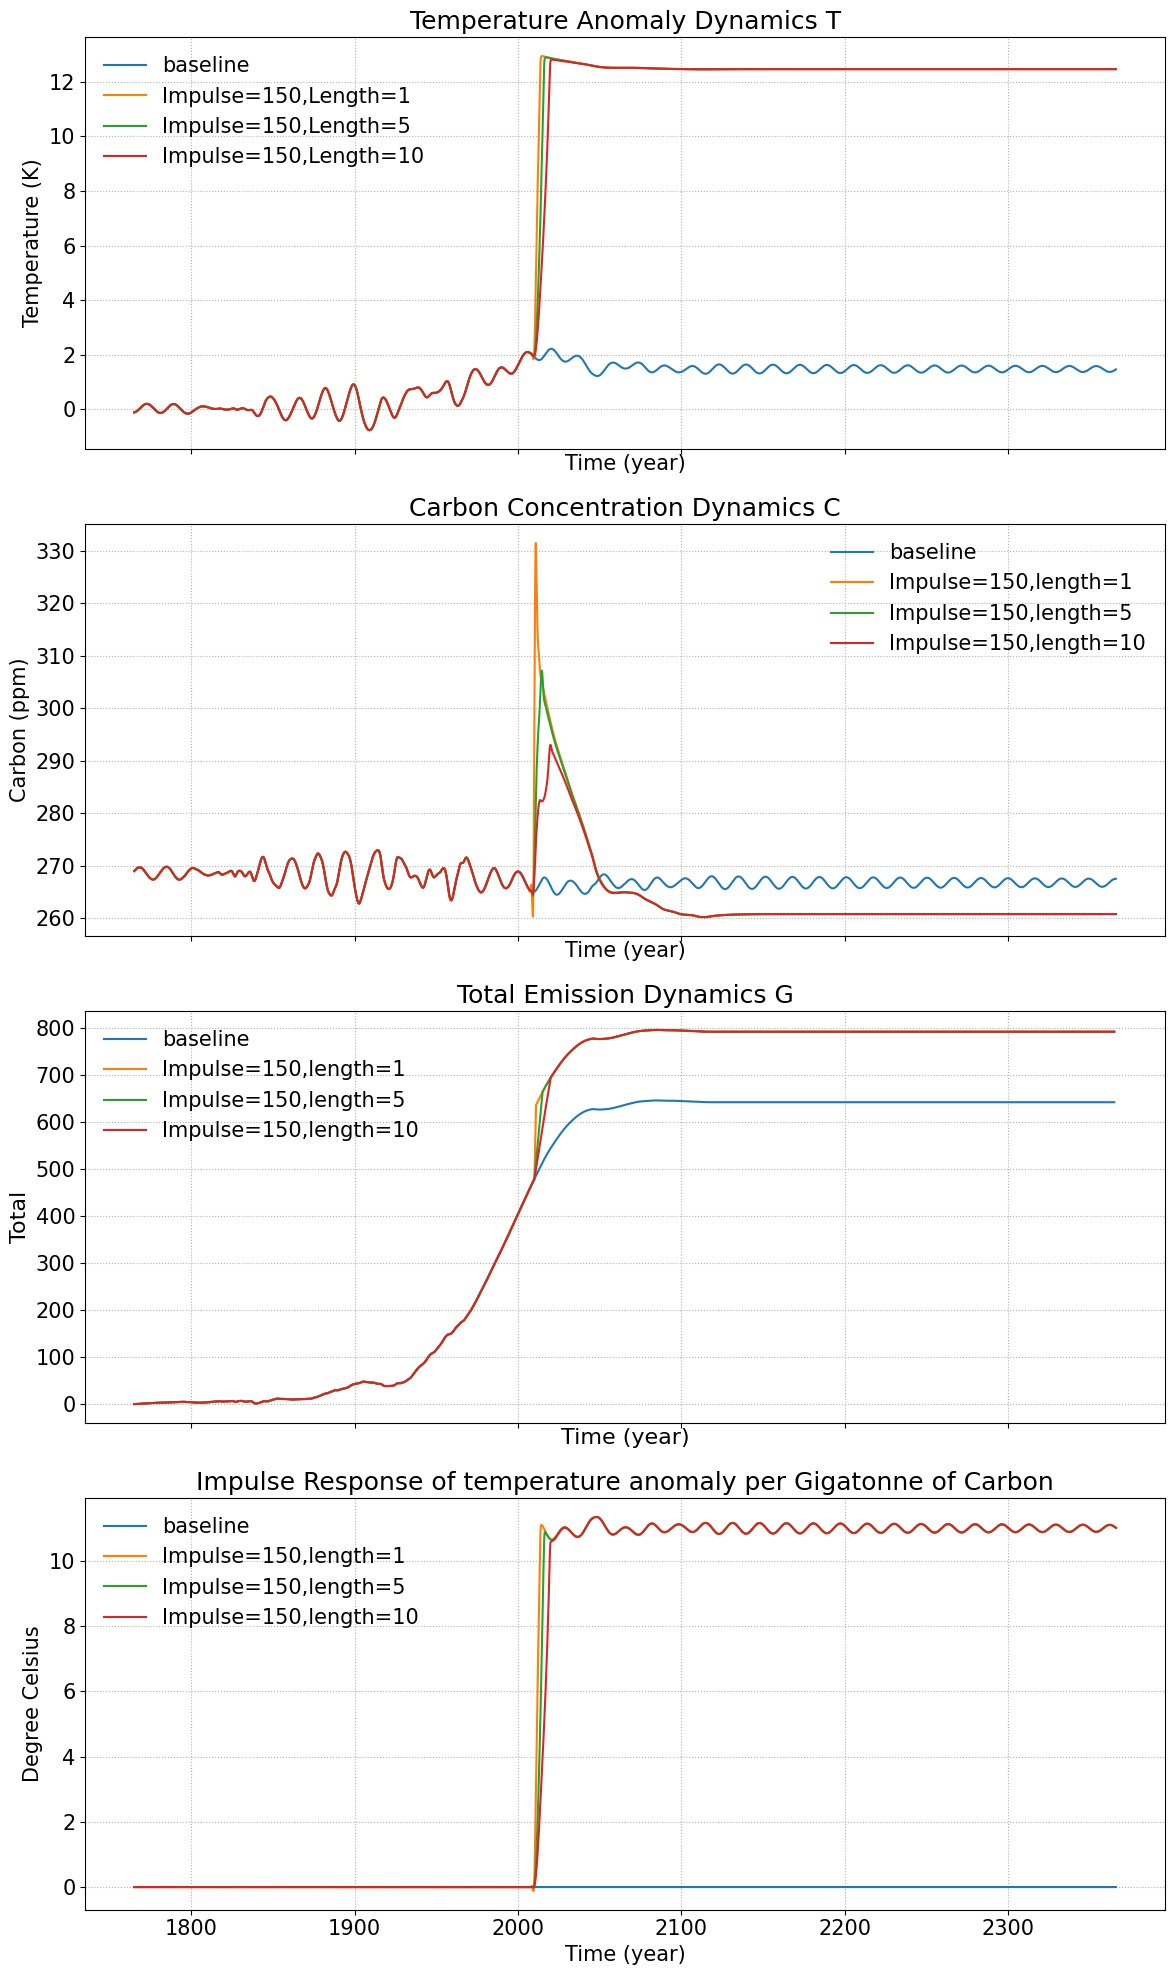 Temperature Anomaly Dynamics T
baseline
Impulse=150,Length=1
Impulse=150,Length=5
Impulse=150,Length=10
Temperature (K)
12
10
8
6
4
2
0
Time (year)
Carbon Concentration Dynamics C
baseline
Impulse=150,length=1
Impulse=150,length=5
Impulse=150,length=10
Carbon (ppm)
330
320
310
300
290
280
270
260
Time (year)
Total Emission Dynamics G
baseline
Impulse=150,length=1
Impulse=150,length=5
Impulse=150,length=10
Total
800
700
600
500
400
300
200
100
0
Time (year)
Impulse Response of temperature anomaly per Gigatonne of Carbon
baseline
Impulse=150,length=1
Impulse=150,length=5
Impulse=150,length=10
Degree Celsius
10
8
6
4
2
0
1800 1900 2000 2100 2200 2300
Time (year)